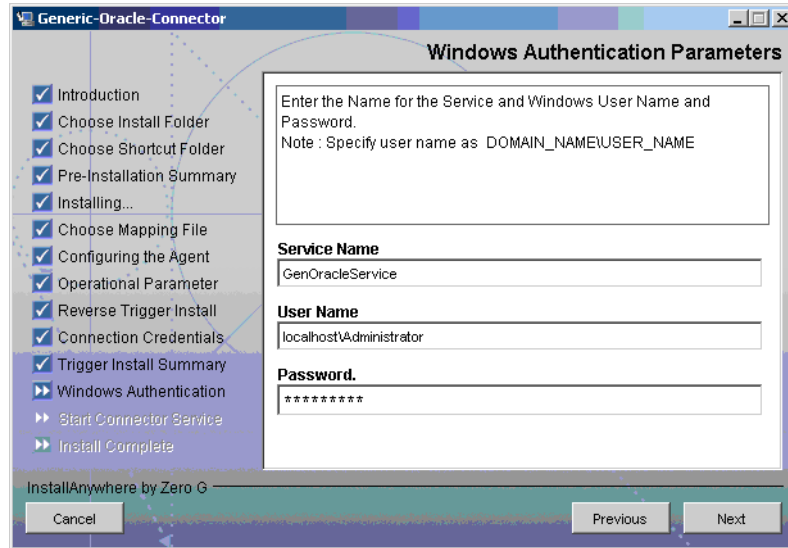 Generic-Oracle-Connector
Windows Authentication Parameters
Introduction
Choose Install Folder
Choose Shortcut Folder
Pre-Installation Summary
Installing...
Choose Mapping File
Configuring the Agent
Operational Parameter
Reverse Trigger Install
Connection Credentials
Trigger Install Summary
Windows Authentication
Start Connector Service
Install Complete
Enter the Name for the Service and Windows User Name and
Password.
Note : Specify user name as DOMAIN_NAME\USER_NAME
Service Name
GenOracleService
User Name
localhost\Administrator
Password.
*********
InstallAnywhere by Zero G
Cancel
Previous
Next